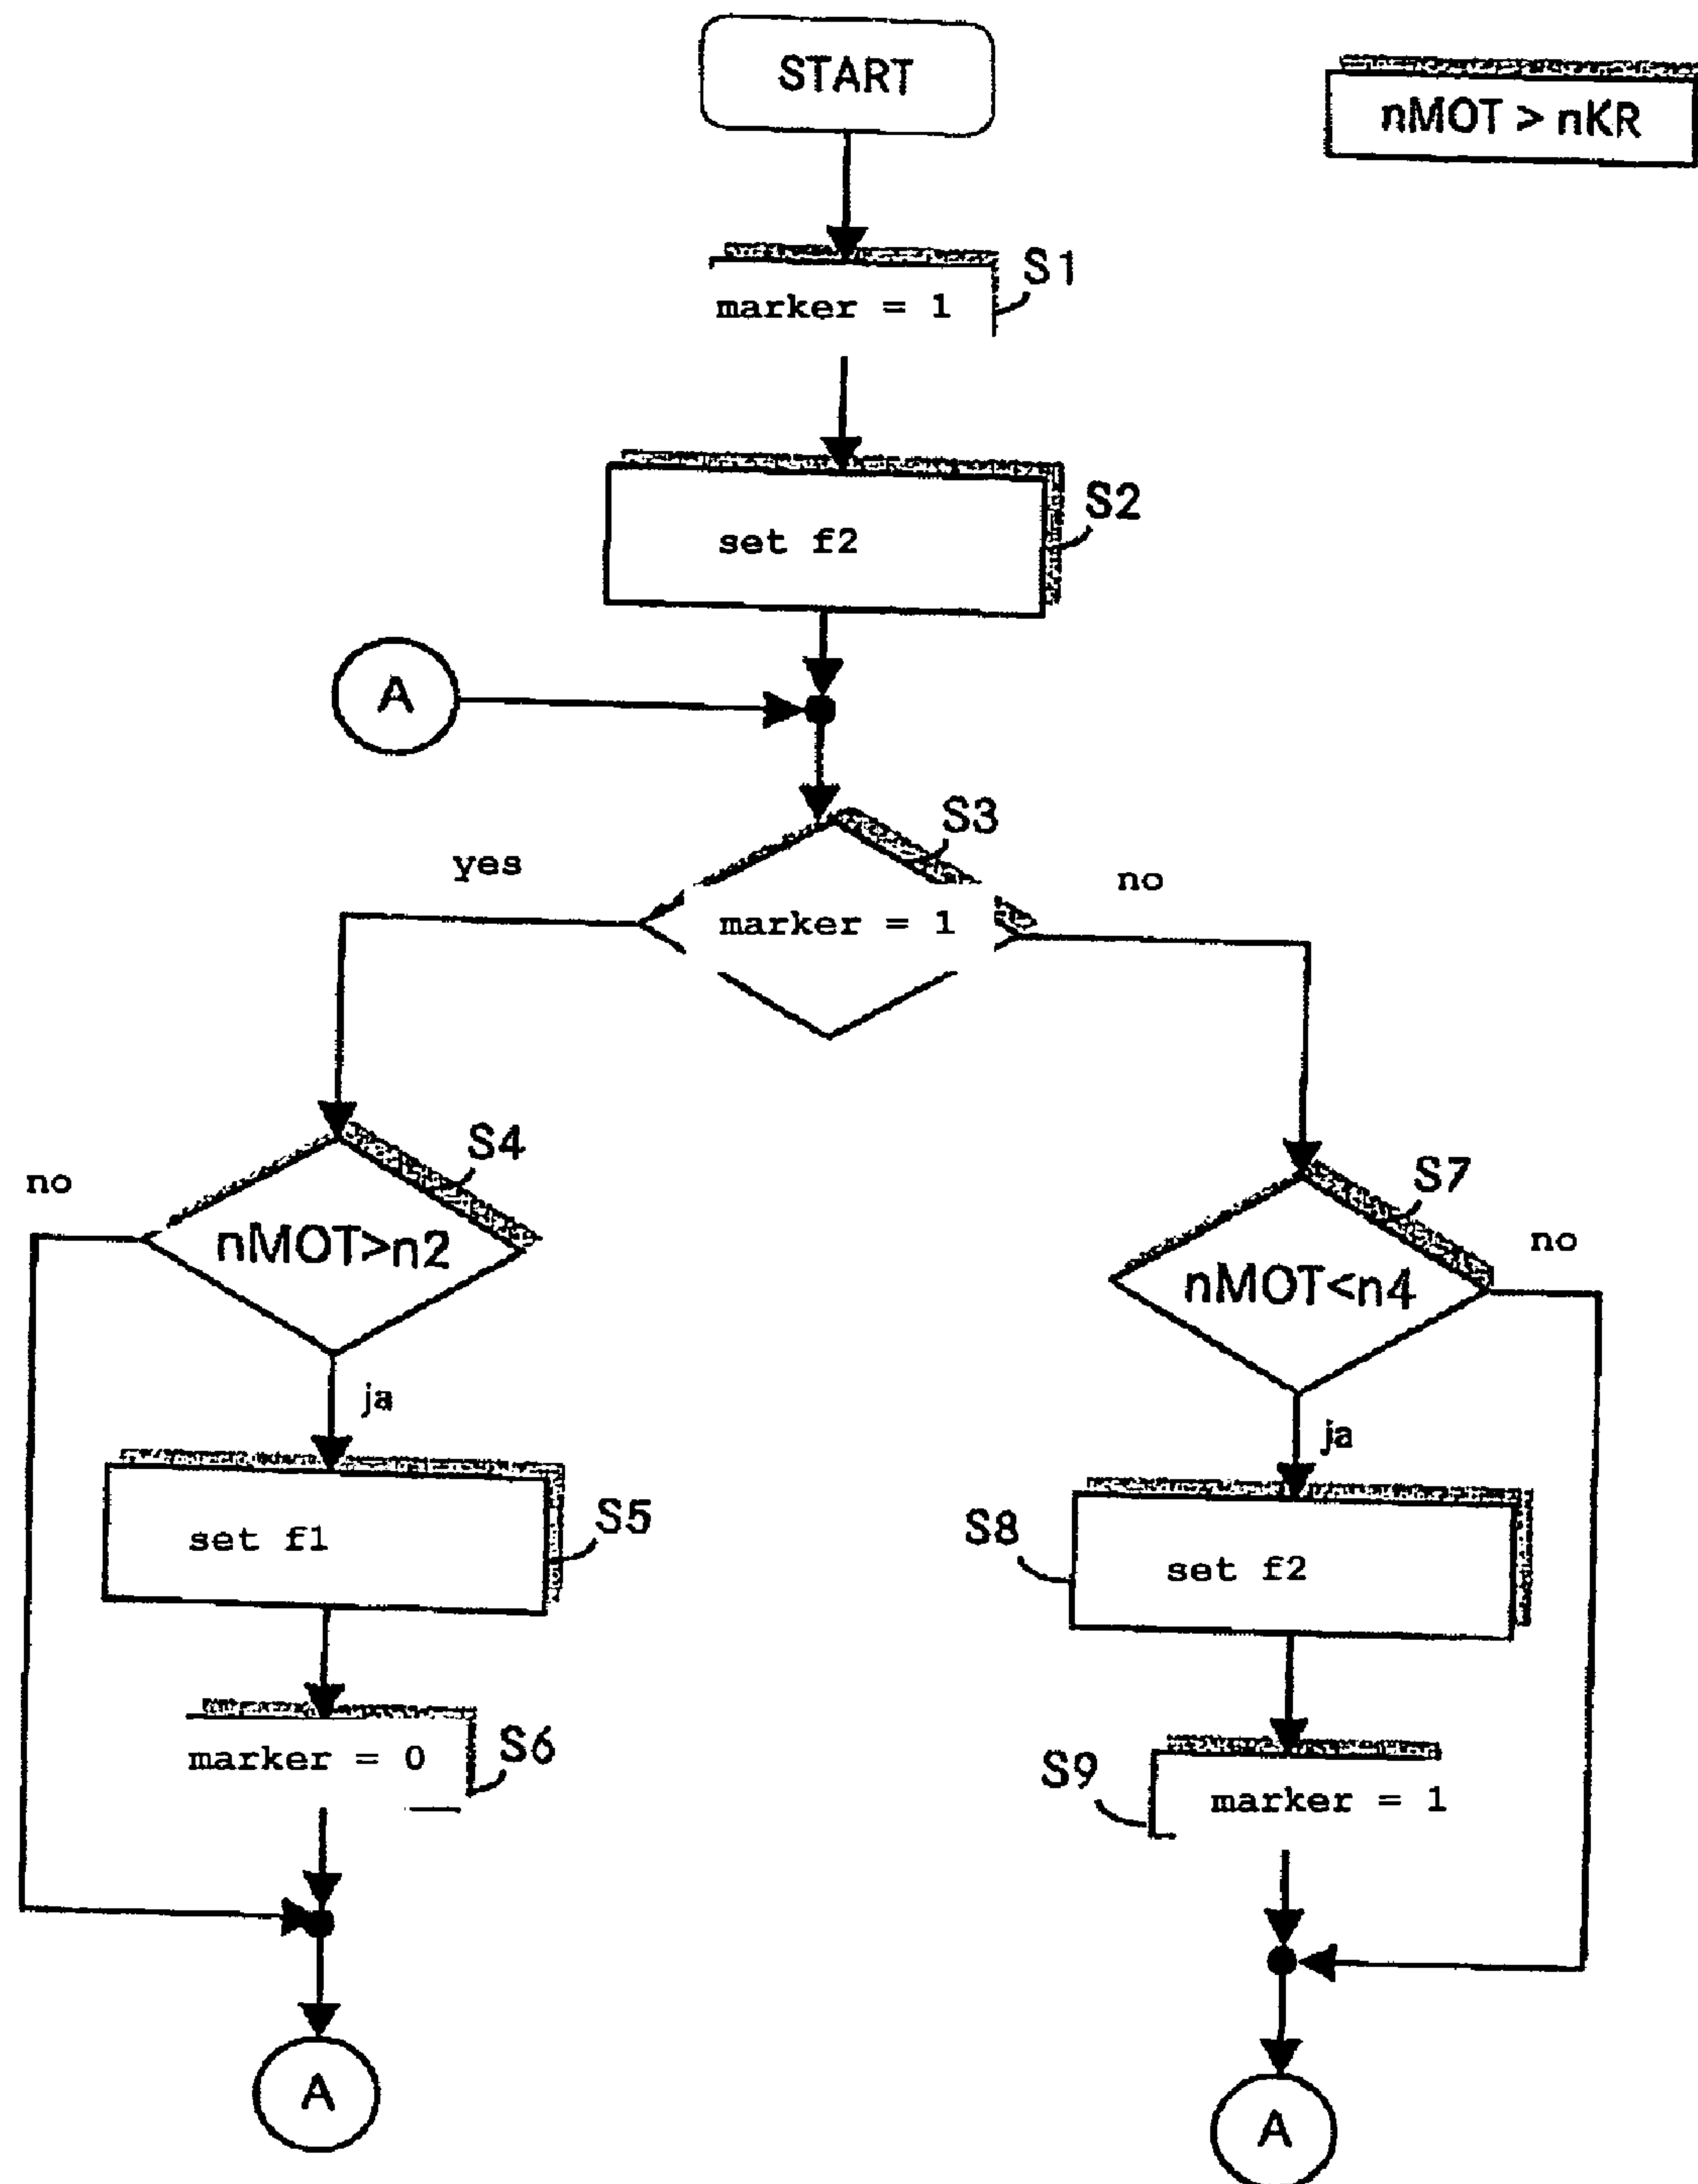 START
nMOT > nKR
S1
marker = 1
S2
set f2
A
S3
yes
no
marker = 1
S4
no
nMOT>n2
S7
no
nMOT<n4
ja
ja
S5
set f1
S8
set f2
S6
marker = 0
S9
marker = 1
A
A